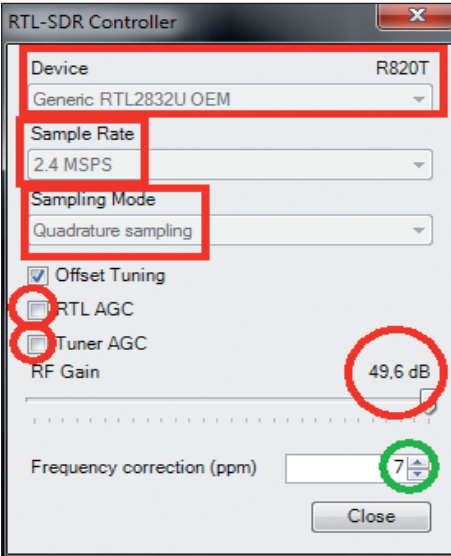 RTL-SDR Controller
Device R820T
Generic RTL2832U OEM
Sample Rate
2.4 MSPS
Sampling Mode
Quadrature sampling
Offset Tuning
RTL AGC
Tuner AGC
RF Gain 49,6 dB
Frequency correction (ppm) 7
Close